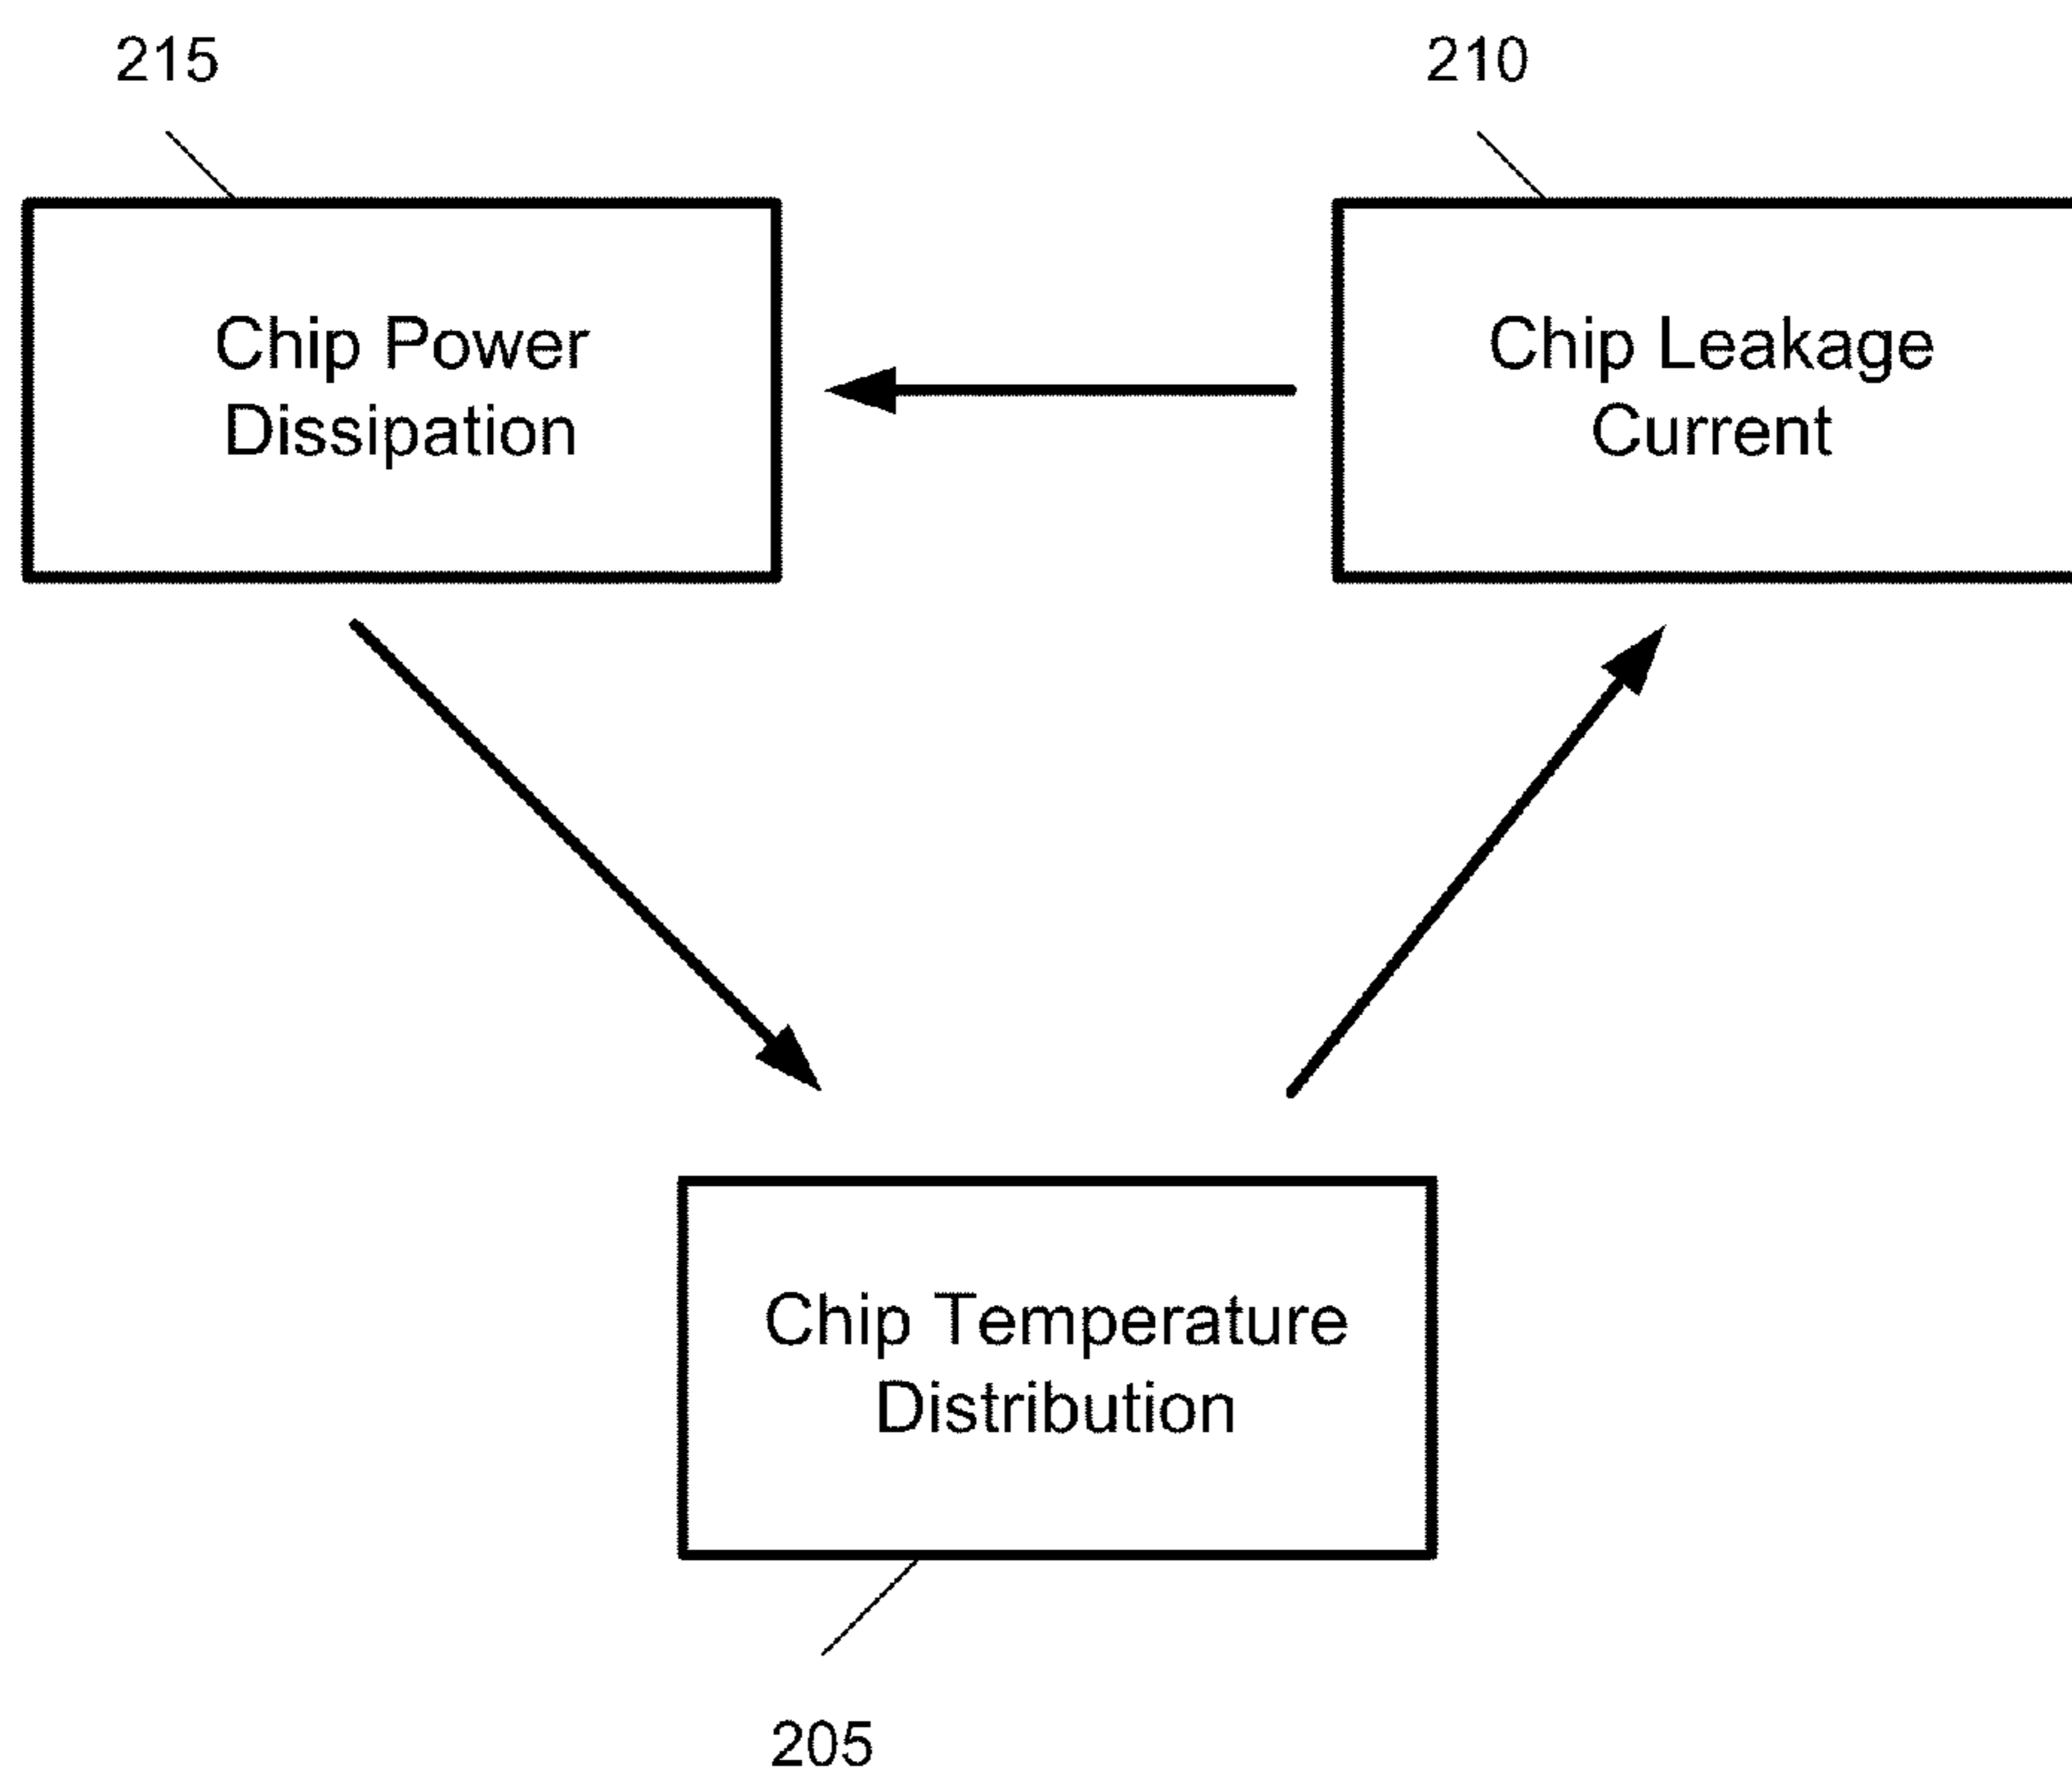 215
210
Chip Power
Dissipation
Chip Leakage
Current
Chip Temperature
Distribution
205